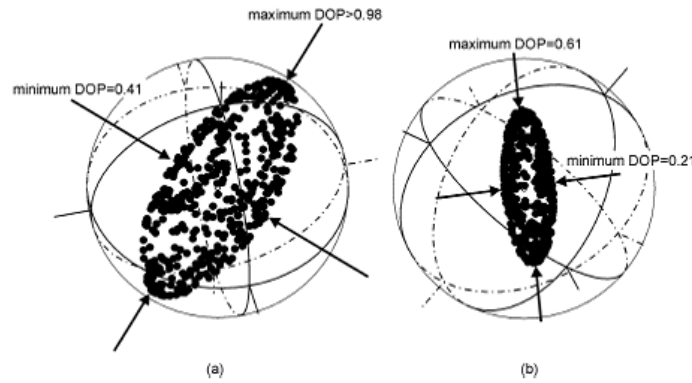 maximum DOP>0.98
maximum DOP=0.61
minimum DOP=0.41
minimum DOP=0.21
(a)
(b)